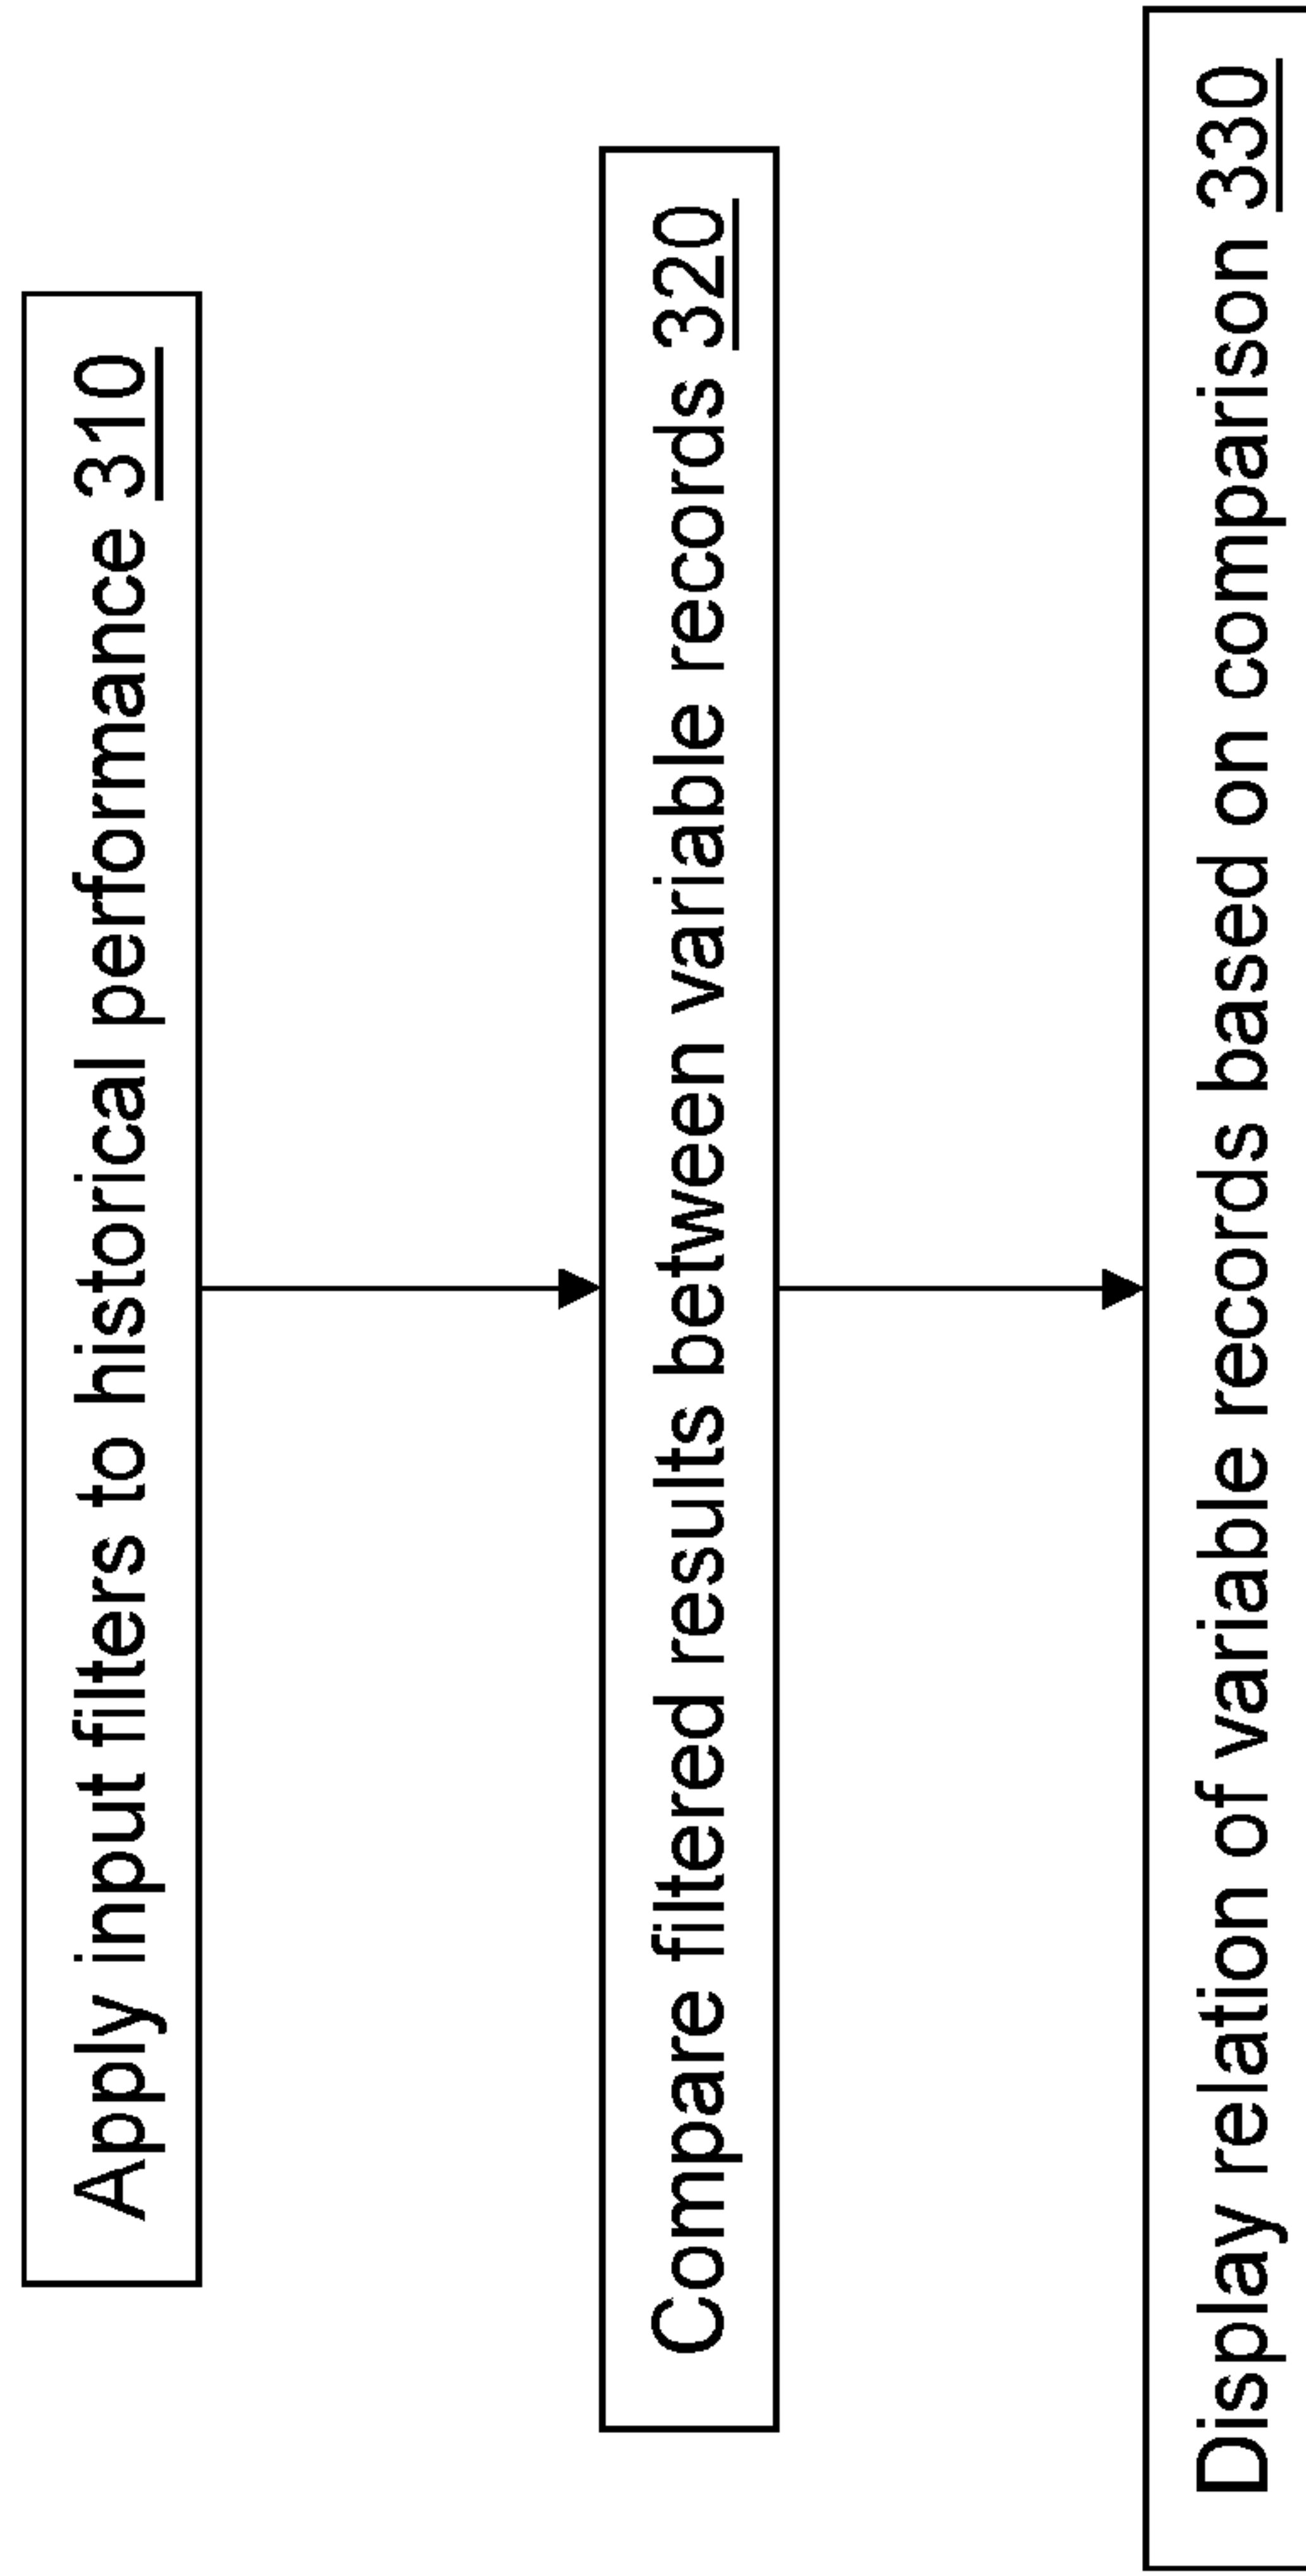 Apply input filters to historical performance 310
Compare filtered results between variable records 320
Display relation of variable records based on comparison 330